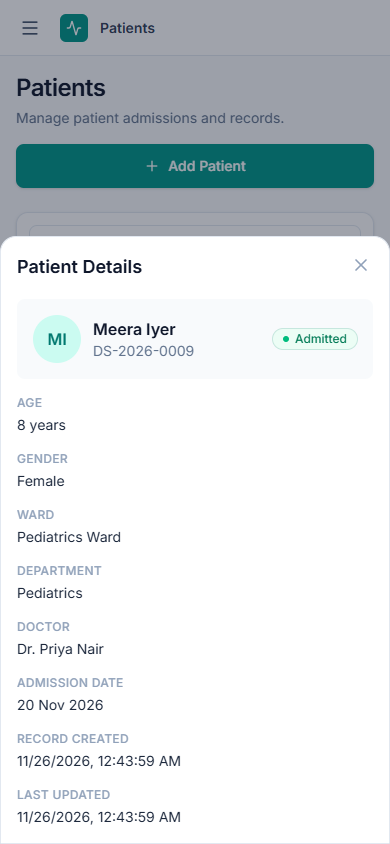 Patients
Patients
Manage patient admissions and records.
Add Patient
Patient Details
MI
Meera Iyer
DS-2026-0009
Admitted
AGE
8 years
GENDER
Female
WARD
Pediatrics Ward
DEPARTMENT
Pediatrics
DOCTOR
Dr. Priya Nair
ADMISSION DATE
20 Nov 2026
RECORD CREATED
11/26/2026, 12:43:59 AM
LAST UPDATED
11/26/2026, 12:43:59 AM